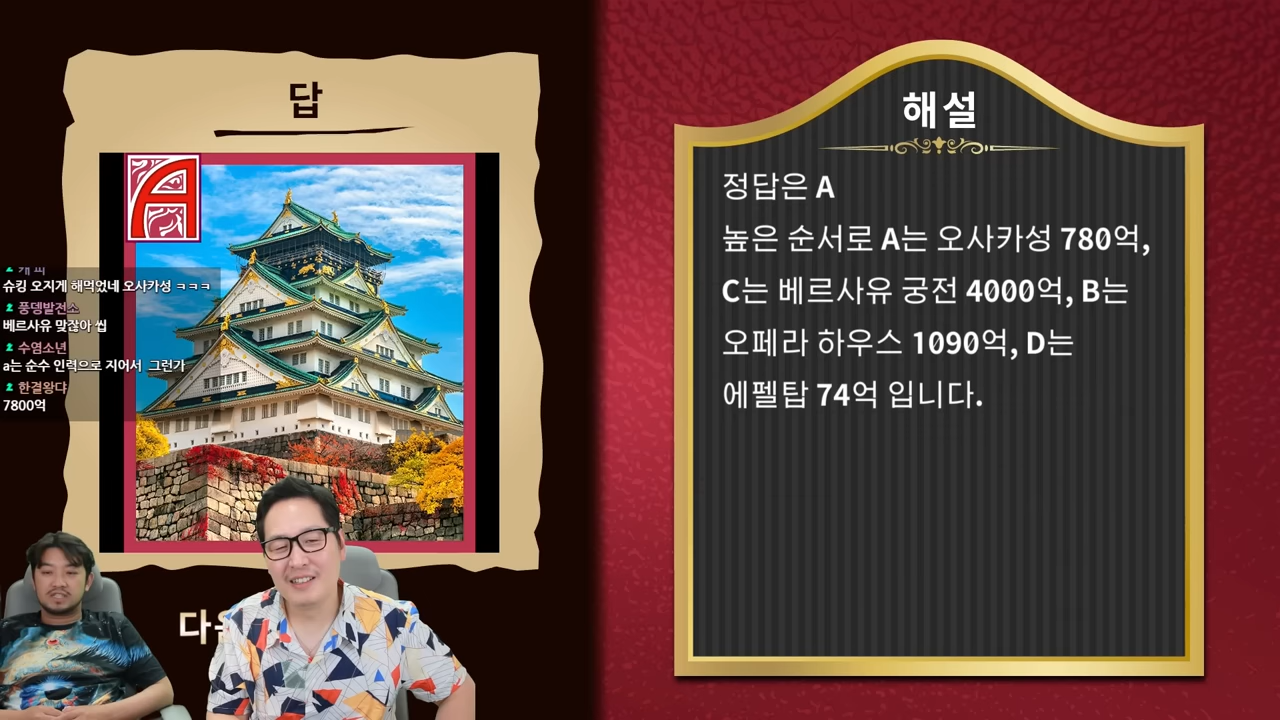 답
A
슈킹 오지게 해먹었네 오사카성 ㅋㅋㅋ
풍뎅발전소
베르사유 맞잖아 씹
수염소년
a는 순수 인력으로 지어서 그런가
한결왕댜
7800억
해설
정답은 A
높은 순서로 A는 오사카성 780억,
C는 베르사유 궁전 4000억, B는
오페라 하우스 1090억, D는
에펠탑 74억 입니다.